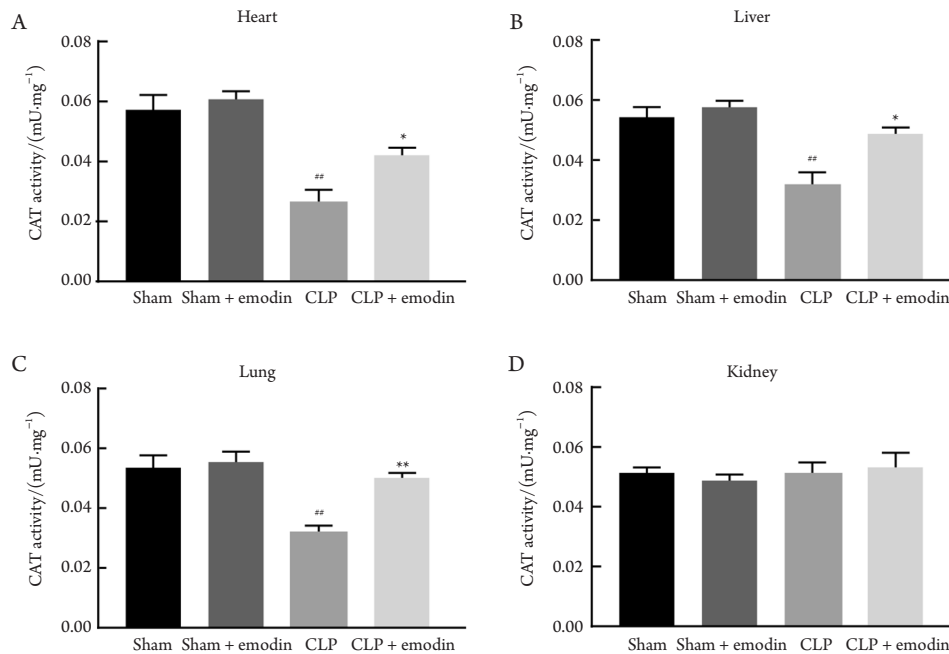 A
Heart
CAT activity/(mU·mg⁻¹)
0.08
0.06
0.04
0.02
0.00
##
*
Sham Sham + emodin CLP CLP + emodin
B
Liver
CAT activity/(mU·mg⁻¹)
0.08
0.06
0.04
0.02
0.00
##
*
Sham Sham + emodin CLP CLP + emodin
C
Lung
CAT activity/(mU·mg⁻¹)
0.08
0.06
0.04
0.02
0.00
##
**
Sham Sham + emodin CLP CLP + emodin
D
Kidney
CAT activity/(mU·mg⁻¹)
0.08
0.06
0.04
0.02
0.00
Sham Sham + emodin CLP CLP + emodin